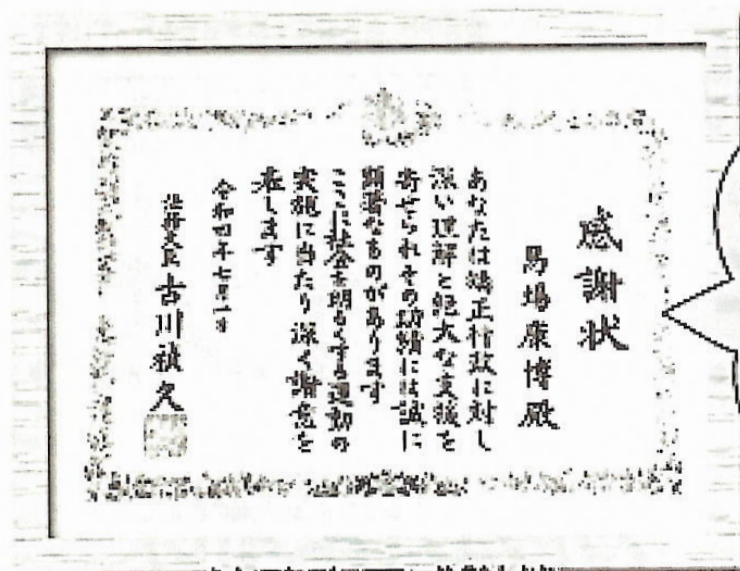 感謝状
馬場康博殿
あなたは矯正行政に対し
深い理解と絶大な支援を
寄せられその功績には誠に
顕著なものがあります
ここに社会を明るくする運動の
実施に当たり深く謝意を
表します
令和四年七月一日
法務大臣 古川禎久